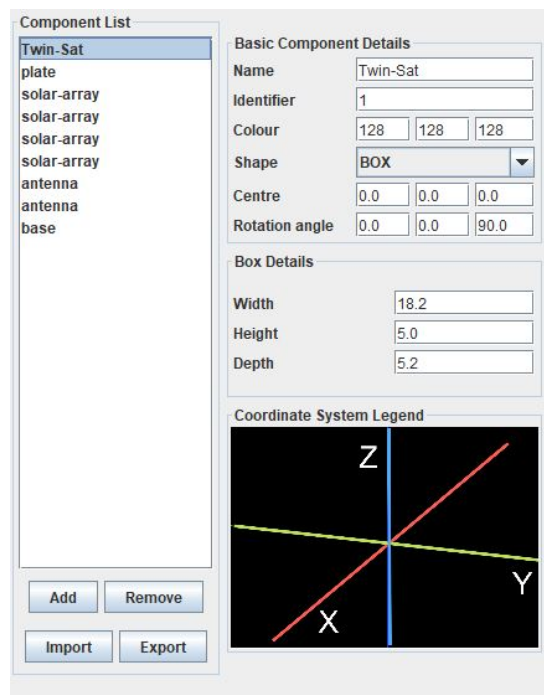 Component List
Twin-Sat
plate
solar-array
solar-array
solar-array
solar-array
antenna
antenna
base
Add Remove
Import Export
Basic Component Details
Name Twin-Sat
Identifier 1
Colour 128 128 128
Shape BOX
Centre 0.0 0.0 0.0
Rotation angle 0.0 0.0 90.0
Box Details
Width 18.2
Height 5.0
Depth 5.2
Coordinate System Legend
Z
Y
X